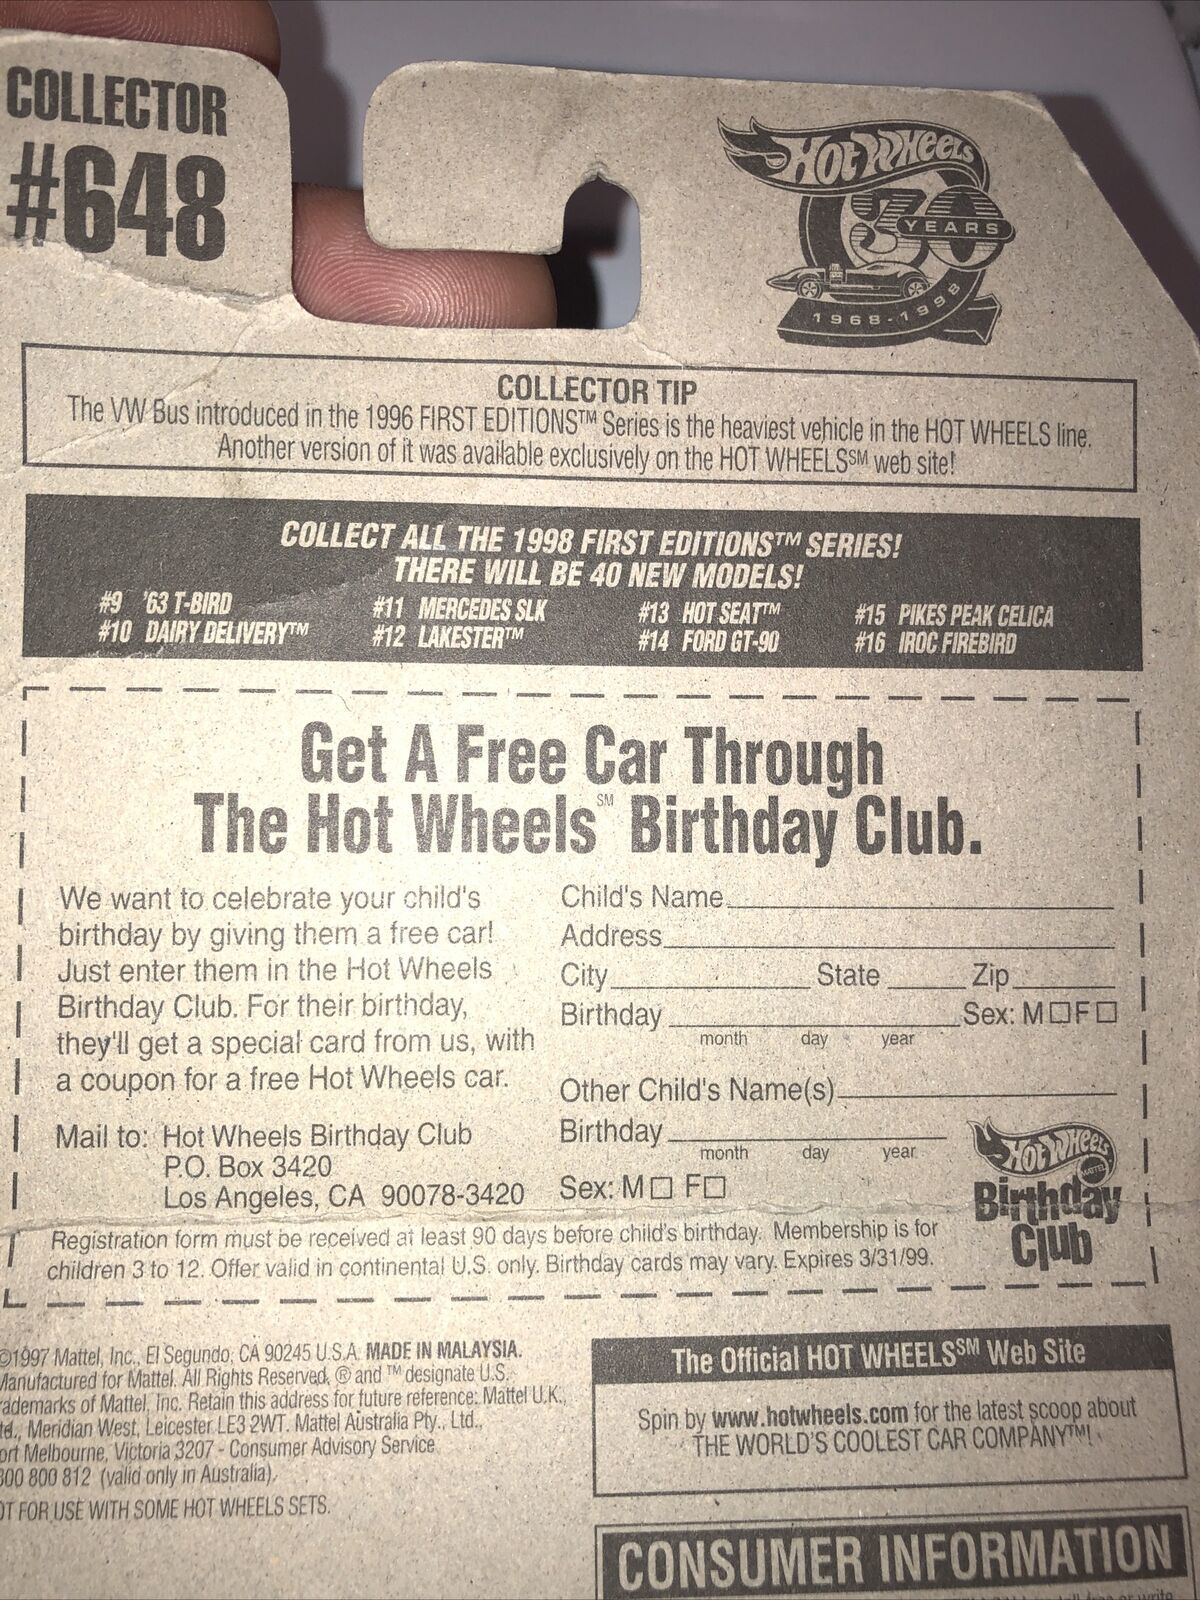 COLLECTOR
#648
Hot Wheels
30
YEARS
1968-1998
COLLECTOR TIP
The VW Bus introduced in the 1996 FIRST EDITIONS™ Series is the heaviest vehicle in the HOT WHEELS line.
Another version of it was available exclusively on the HOT WHEELS℠ web site!
COLLECT ALL THE 1998 FIRST EDITIONS™ SERIES!
THERE WILL BE 40 NEW MODELS!
#9 '63 T-BIRD #11 MERCEDES SLK #13 HOT SEAT™ #15 PIKES PEAK CELICA
#10 DAIRY DELIVERY™ #12 LAKESTER™ #14 FORD GT-90 #16 IROC FIREBIRD
Get A Free Car Through
The Hot Wheels℠ Birthday Club.
We want to celebrate your child's
birthday by giving them a free car!
Just enter them in the Hot Wheels
Birthday Club. For their birthday,
they'll get a special card from us, with
a coupon for a free Hot Wheels car.
Mail to: Hot Wheels Birthday Club
P.O. Box 3420
Los Angeles, CA 90078-3420
Child's Name
Address
City State Zip
Birthday Sex: M☐F☐
month day year
Other Child's Name(s)
Birthday
month day year
Sex: M☐ F☐
Hot Wheels
MATTEL
Birthday
Club
Registration form must be received at least 90 days before child's birthday. Membership is for
children 3 to 12. Offer valid in continental U.S. only. Birthday cards may vary. Expires 3/31/99.
©1997 Mattel, Inc., El Segundo, CA 90245 U.S.A. MADE IN MALAYSIA.
Manufactured for Mattel. All Rights Reserved. ® and ™ designate U.S.
rademarks of Mattel, Inc. Retain this address for future reference: Mattel U.K.,
td., Meridian West, Leicester LE3 2WT. Mattel Australia Pty., Ltd.,
ort Melbourne, Victoria 3207 - Consumer Advisory Service
800 800 812 (valid only in Australia).
OT FOR USE WITH SOME HOT WHEELS SETS.
The Official HOT WHEELS℠ Web Site
Spin by www.hotwheels.com for the latest scoop about
THE WORLD'S COOLEST CAR COMPANY™!
CONSUMER INFORMATION